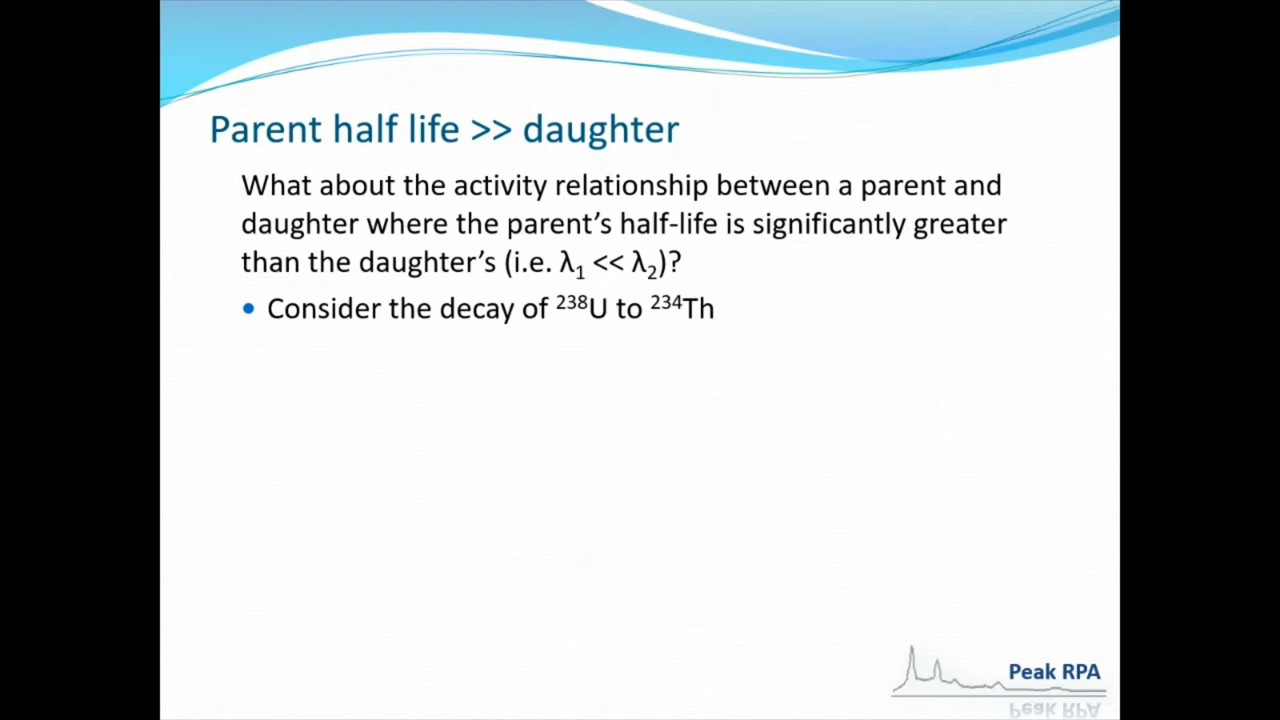 Parent half life >> daughter
What about the activity relationship between a parent and
daughter where the parent’s half-life is significantly greater
than the daughter’s (i.e. λ₁ << λ₂)?
• Consider the decay of ²³⁸U to ²³⁴Th
Peak RPA